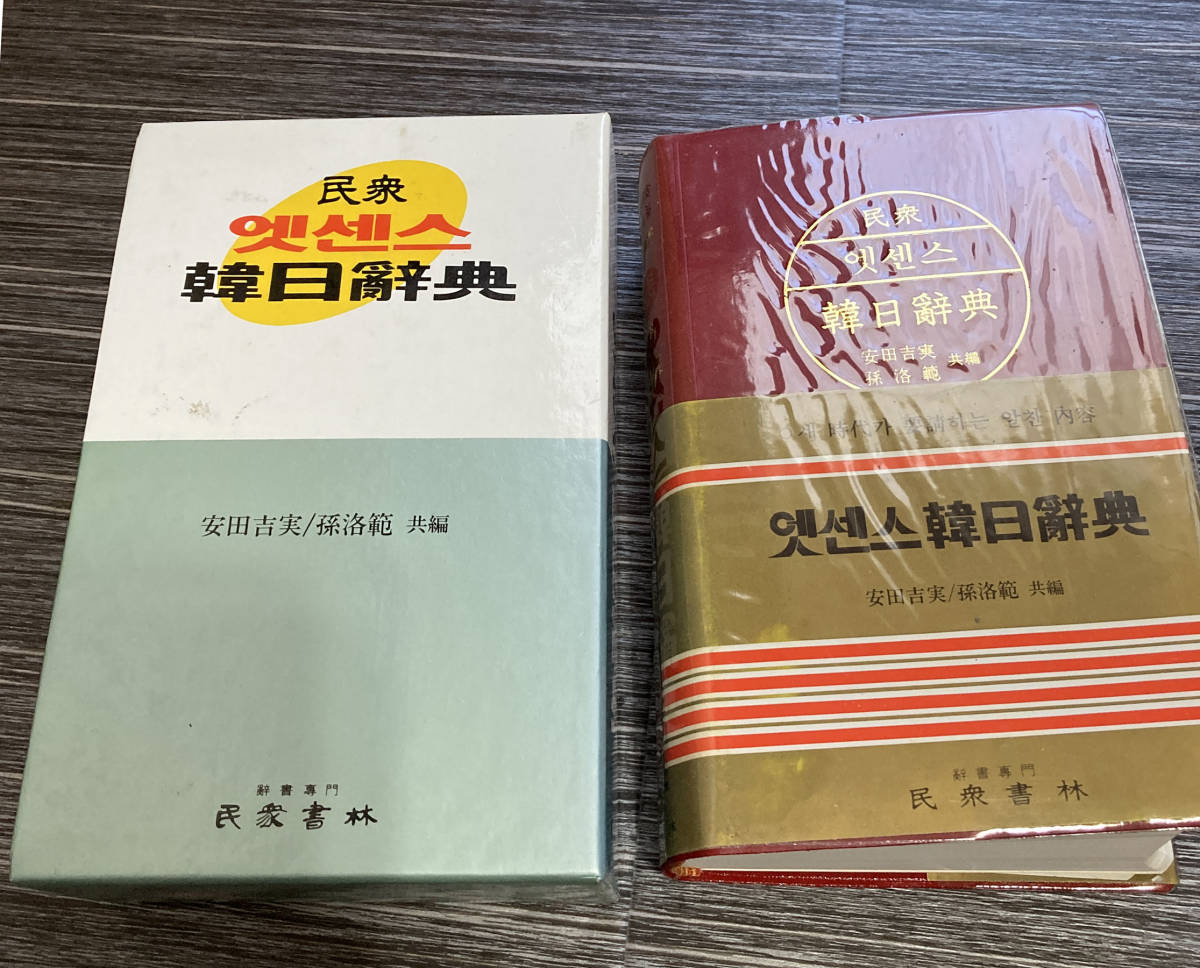 民衆
엣센스
韓日辭典
安田吉実/孫洛範 共編
辭書專門
民衆書林
民衆
엣센스
韓日辭典
安田吉実
孫洛範
共編
時代가 要請하는 알찬 內容
엣센스 韓日辭典
安田吉実/孫洛範 共編
辭書專門
民衆書林